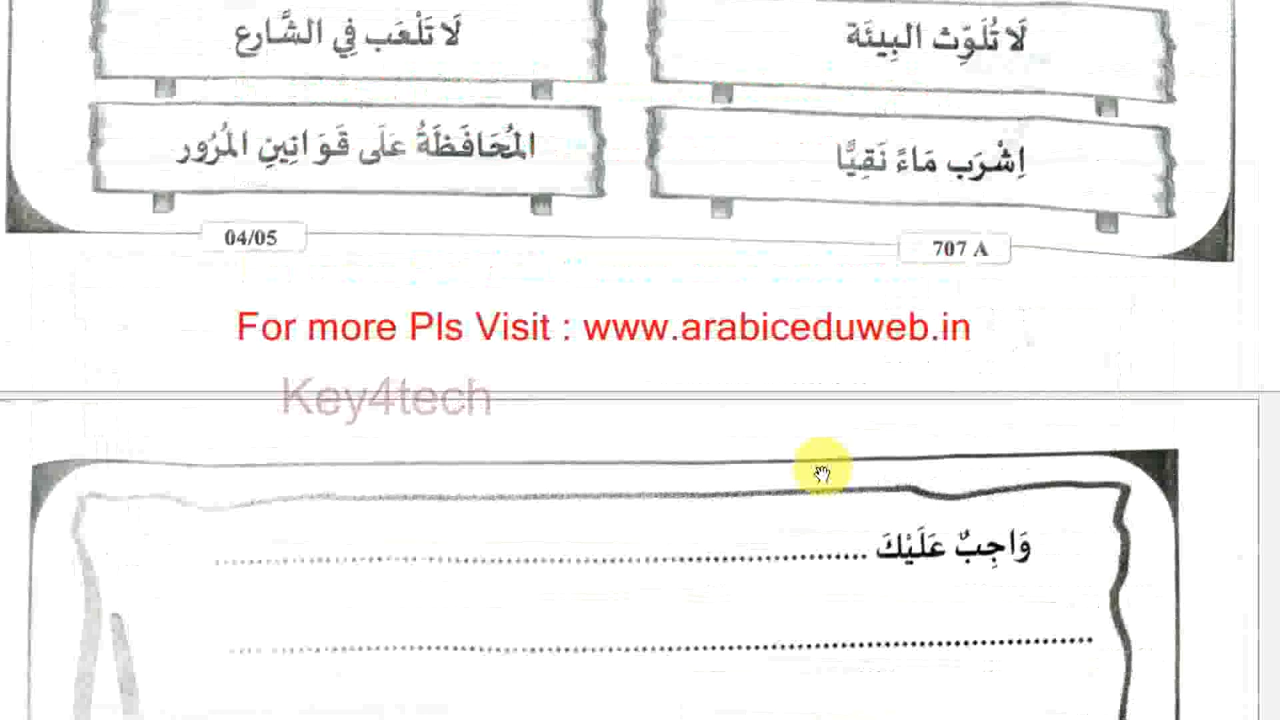 لَا تُلَوِّث البِيئَة
لَا تَلْعَب فِي الشَّارِع
اِشْرَب مَاءً نَقِيًّا
المُحَافَظَةُ عَلَى قَوَانِينِ المُرُور
04/05
707 A
For more Pls Visit : www.arabiceduweb.in
Key4tech
وَاجِبٌ عَلَيْكَ ......................................................
......................................................